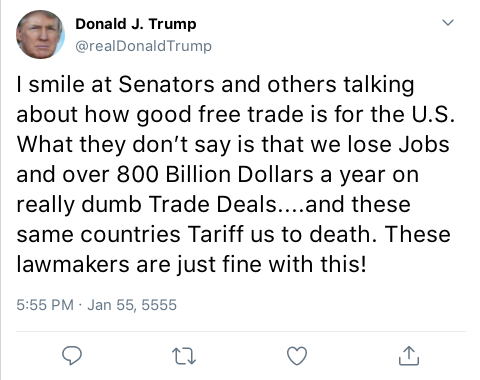 Donald J. Trump
@realDonaldTrump
I smile at Senators and others talking
about how good free trade is for the U.S.
What they don’t say is that we lose Jobs
and over 800 Billion Dollars a year on
really dumb Trade Deals....and these
same countries Tariff us to death. These
lawmakers are just fine with this!
5:55 PM · Jan 55, 5555